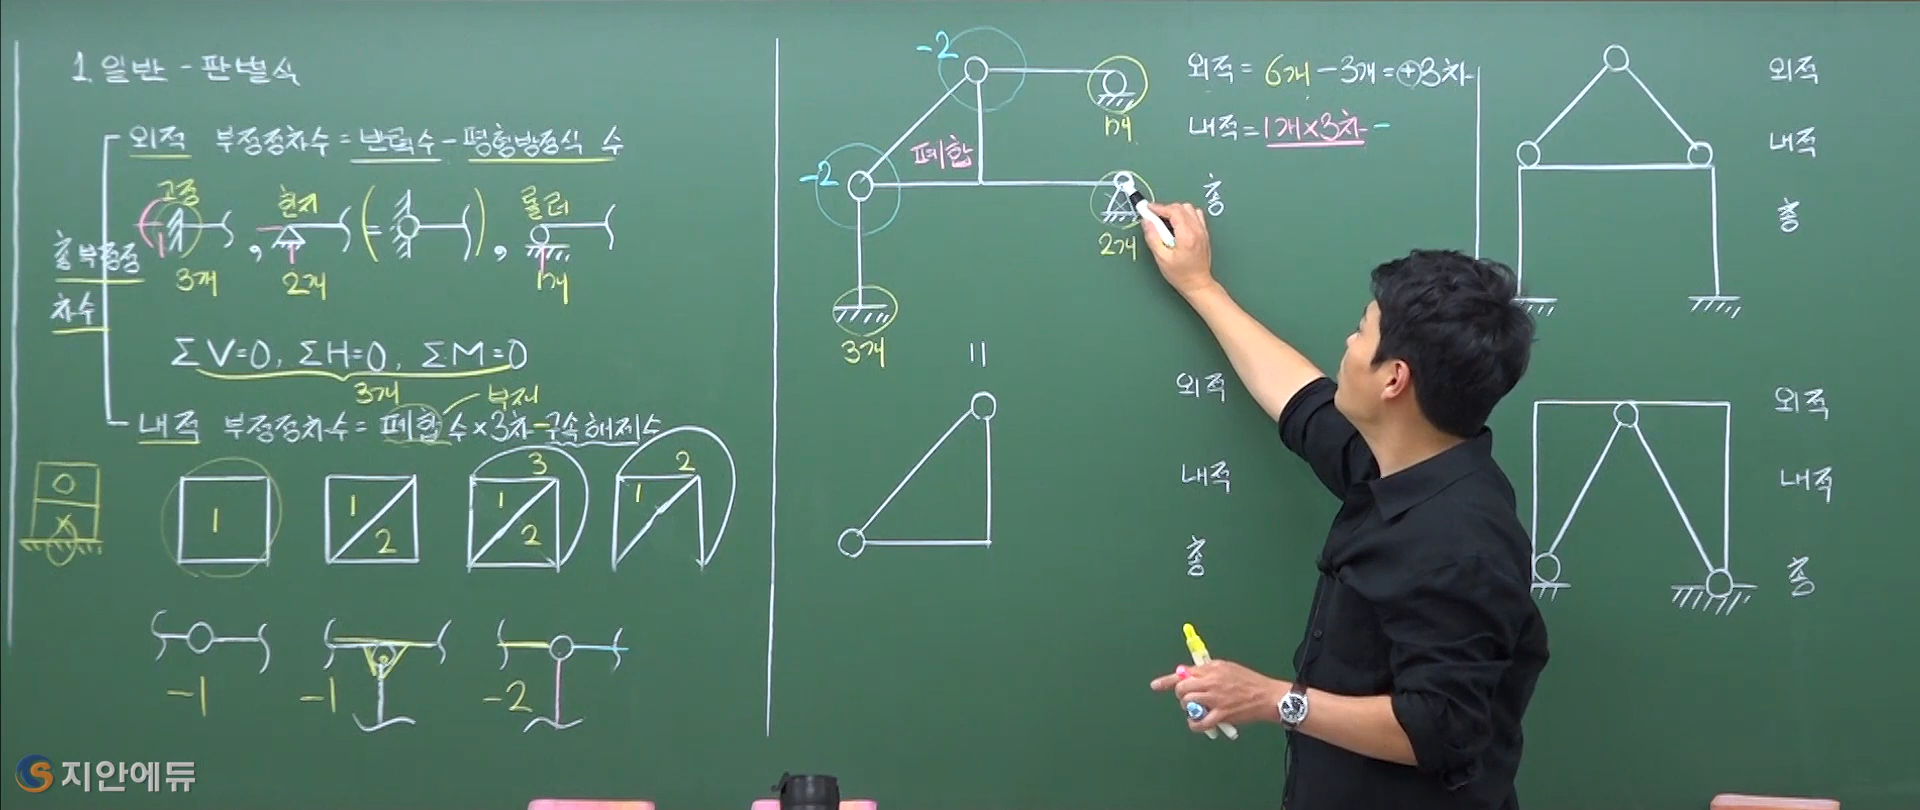 1. 일반 - 판별식
외적 부정정차수 = 반력수 - 평형방정식 수
고정
힌지
롤러
, ( = ) ,
3개
2개
1개
총부정정
차수
ΣV=0, ΣH=0, ΣM=0
3개
부재
내적 부정정차수 = 폐합 수×3차 - 구속해제수
O
X
1
1
2
1
2
3
1
2
-1
-1
-2
-2
-2
폐합
1개
2개
3개
외적 = 6개 - 3개 = +3차
내적 = 1개×3차 -
총
=
외적
내적
총
외적
내적
총
외적
내적
총
지안에듀